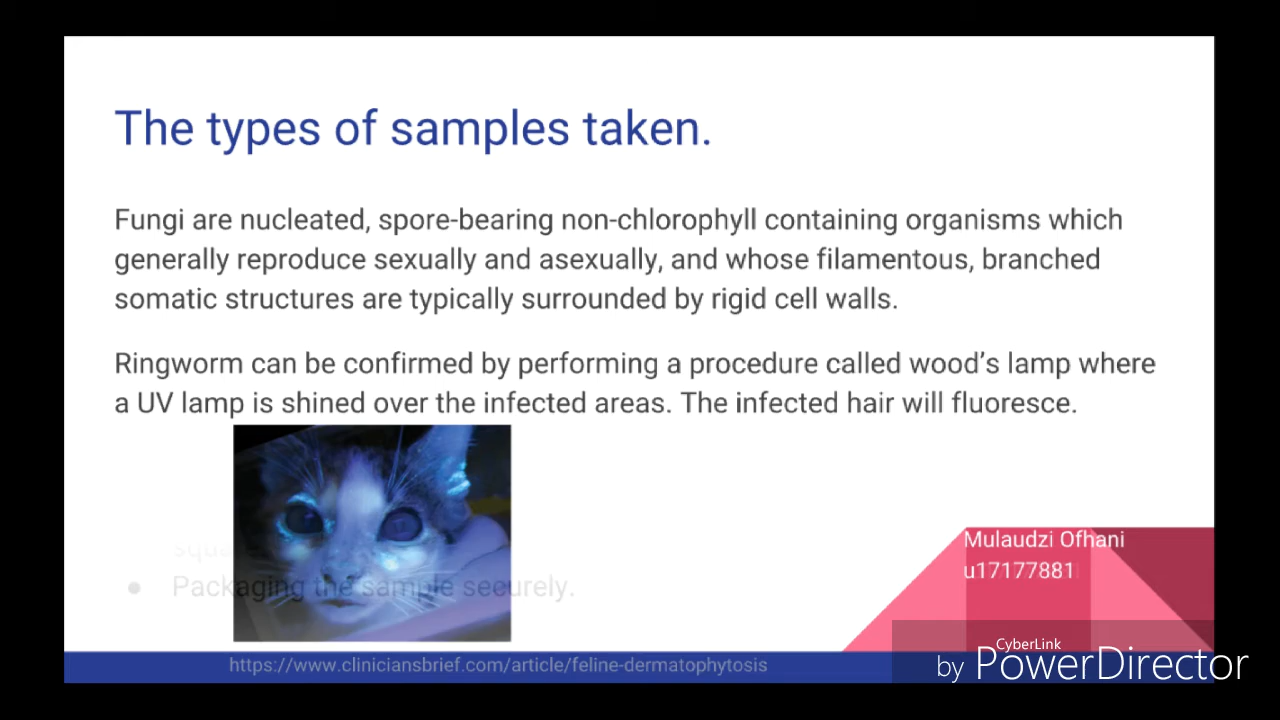 The types of samples taken.
Fungi are nucleated, spore-bearing non-chlorophyll containing organisms which
generally reproduce sexually and asexually, and whose filamentous, branched
somatic structures are typically surrounded by rigid cell walls.
Ringworm can be confirmed by performing a procedure called wood's lamp where
a UV lamp is shined over the infected areas. The infected hair will fluoresce.
● Packaging the sample securely.
Mulaudzi Ofhani
u17177881
https://www.cliniciansbrief.com/article/feline-dermatophytosis
CyberLink
by PowerDirector